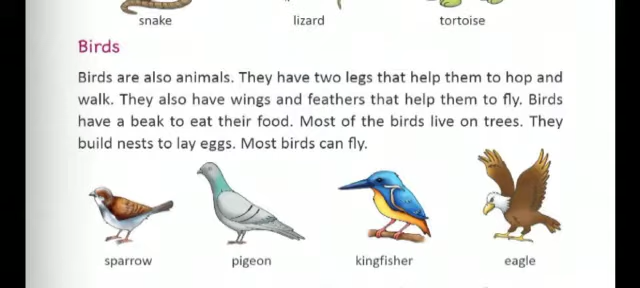 snake lizard tortoise
Birds
Birds are also animals. They have two legs that help them to hop and
walk. They also have wings and feathers that help them to fly. Birds
have a beak to eat their food. Most of the birds live on trees. They
build nests to lay eggs. Most birds can fly.
sparrow pigeon kingfisher eagle